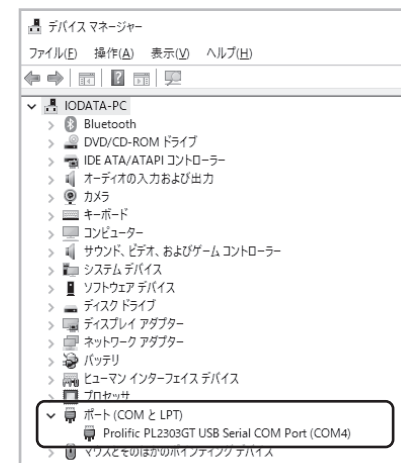 デバイス マネージャー
ファイル(F) 操作(A) 表示(V) ヘルプ(H)
IODATA-PC
Bluetooth
DVD/CD-ROM ドライブ
IDE ATA/ATAPI コントローラー
オーディオの入力および出力
カメラ
キーボード
コンピューター
サウンド、ビデオ、およびゲーム コントローラー
システム デバイス
ソフトウェア デバイス
ディスク ドライブ
ディスプレイ アダプター
ネットワーク アダプター
バッテリ
ヒューマン インターフェイス デバイス
プロセッサ
ポート (COM と LPT)
Prolific PL2303GT USB Serial COM Port (COM4)
マウスとそのほかのポインティング デバイス